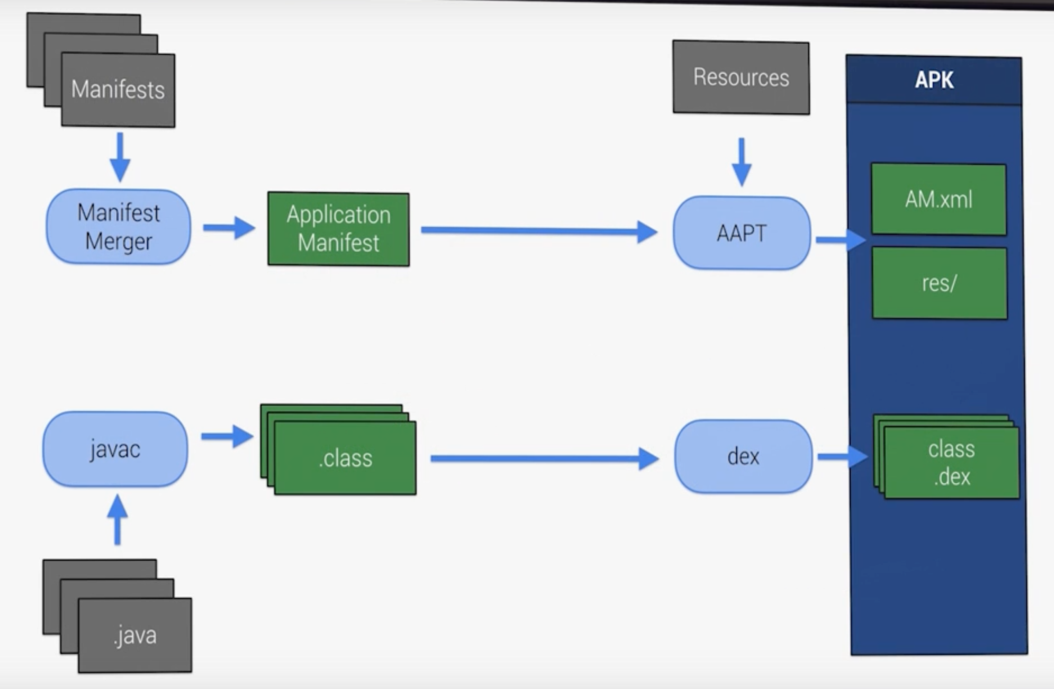 Manifests
Resources
APK
Manifest
Merger
Application
Manifest
AAPT
AM.xml
res/
javac
.class
dex
class
.dex
.java